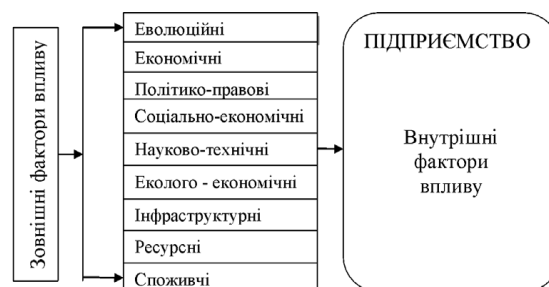 Зовнішні фактори впливу
Еволюційні
Економічні
Політико-правові
Соціально-економічні
Науково-технічні
Еколого - економічні
Інфраструктурні
Ресурсні
Споживчі
ПІДПРИЄМСТВО
Внутрішні
фактори
впливу